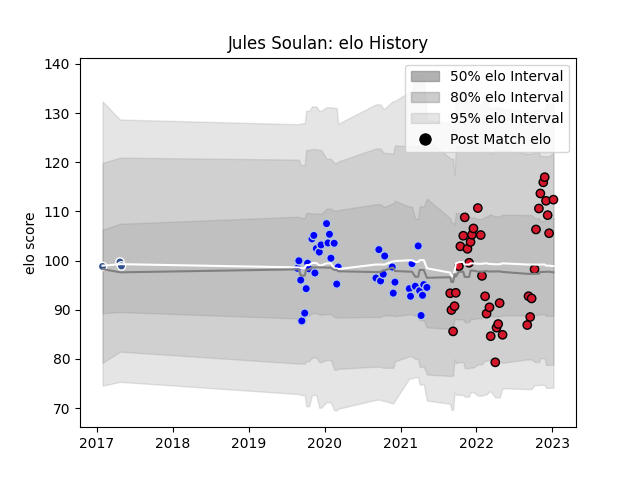 Jules Soulan: elo History
140
130
120
110
100
90
80
70
elo score
50% elo Interval
80% elo Interval
95% elo Interval
Post Match elo
2017
2018
2019
2020
2021
2022
2023